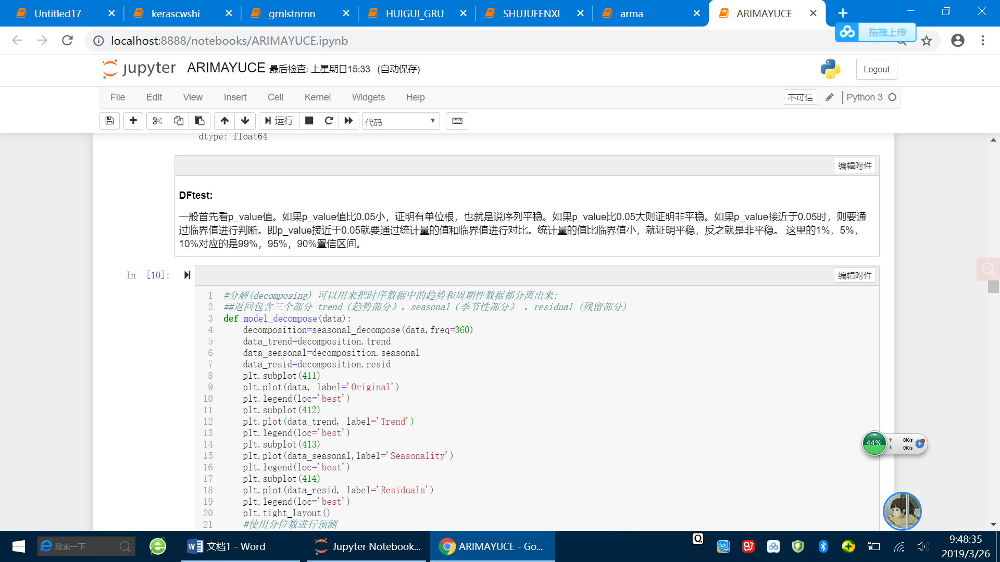 Untitled17
kerascwshi
grnlstnrnn
HUIGUI_GRU
SHUJUFENXI
arma
ARIMAYUCE
拖拽上传
localhost:8888/notebooks/ARIMAYUCE.ipynb
jupyter ARIMAYUCE 最后检查: 上星期日15:33 (自动保存)
Logout
File Edit View Insert Cell Kernel Widgets Help
不可信 Python 3
运行 代码
dtype: float64
编辑附件
DFtest:
一般首先看p_value值。如果p_value值比0.05小，证明有单位根，也就是说序列平稳。如果p_value比0.05大则证明非平稳。如果p_value接近于0.05时，则要通
过临界值进行判断。即p_value接近于0.05就要通过统计量的值和临界值进行对比。统计量的值比临界值小，就证明平稳，反之就是非平稳。 这里的1%，5%，
10%对应的是99%，95%，90%置信区间。
In [10]:
编辑附件
1 #分解(decomposing) 可以用来把时序数据中的趋势和周期性数据都分离出来:
2 ##返回包含三个部分 trend（趋势部分），seasonal（季节性部分） ，residual (残留部分)
3 def model_decompose(data):
4     decomposition=seasonal_decompose(data,freq=360)
5     data_trend=decomposition.trend
6     data_seasonal=decomposition.seasonal
7     data_resid=decomposition.resid
8     plt.subplot(411)
9     plt.plot(data, label='Original')
10     plt.legend(loc='best')
11     plt.subplot(412)
12     plt.plot(data_trend, label='Trend')
13     plt.legend(loc='best')
14     plt.subplot(413)
15     plt.plot(data_seasonal,label='Seasonality')
16     plt.legend(loc='best')
17     plt.subplot(414)
18     plt.plot(data_resid, label='Residuals')
19     plt.legend(loc='best')
20     plt.tight_layout()
21     #使用分位数进行预测
44%
0K/s
0K/s
搜索一下
文档1 - Word
Jupyter Notebook...
ARIMAYUCE - Go...
9:48:35
2019/3/26